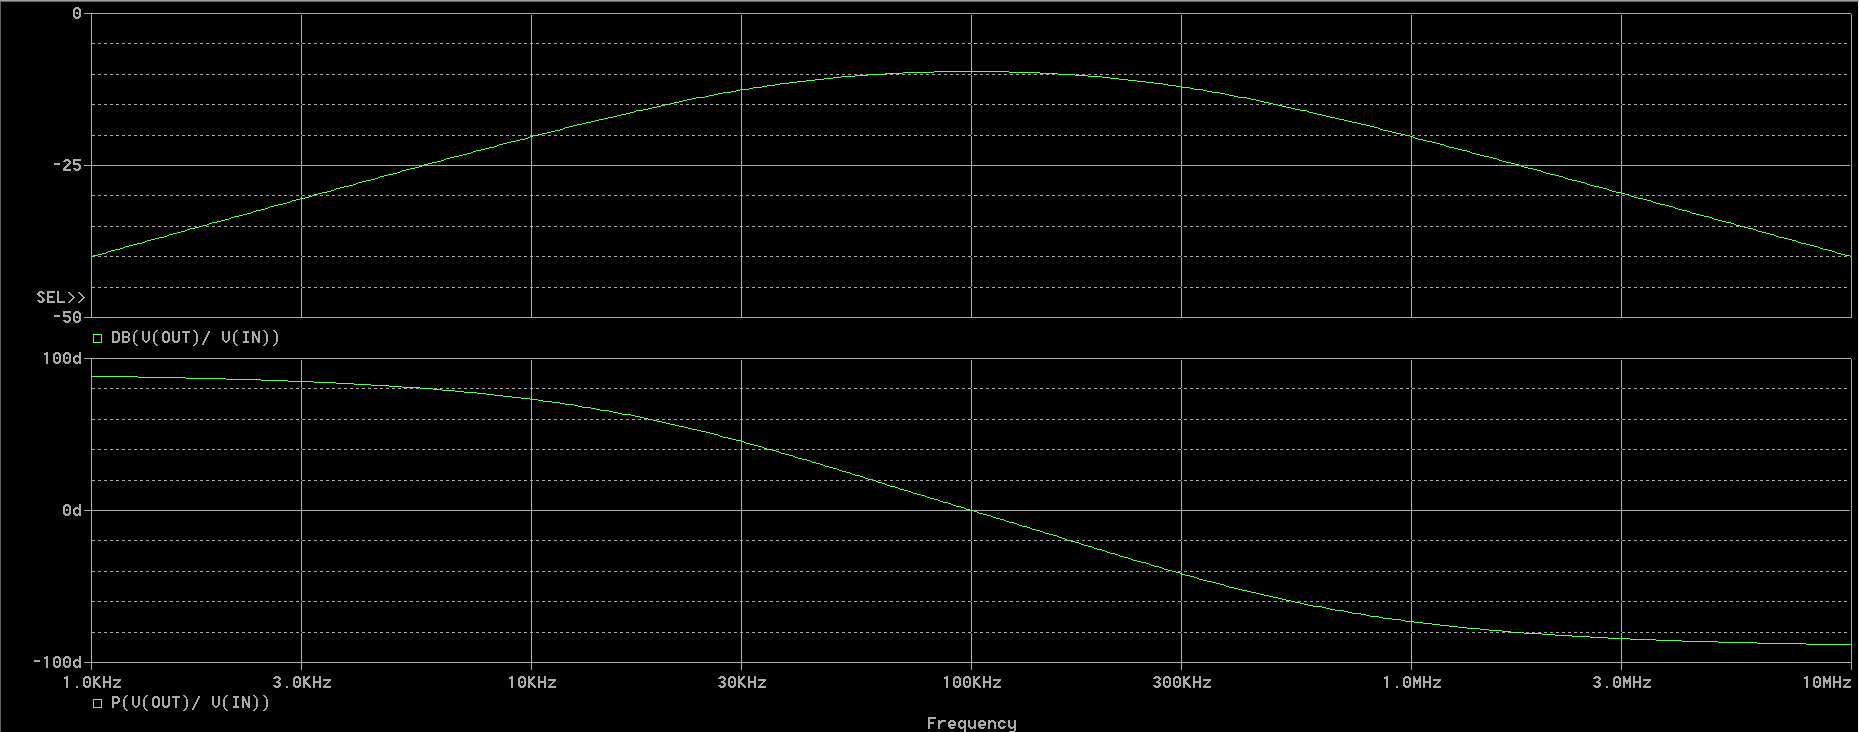 0
-25
SEL>>
-50
DB(V(OUT)/ V(IN))
100d
0d
-100d
1.0KHz 3.0KHz 10KHz 30KHz 100KHz 300KHz 1.0MHz 3.0MHz 10MHz
P(V(OUT)/ V(IN))
Frequency